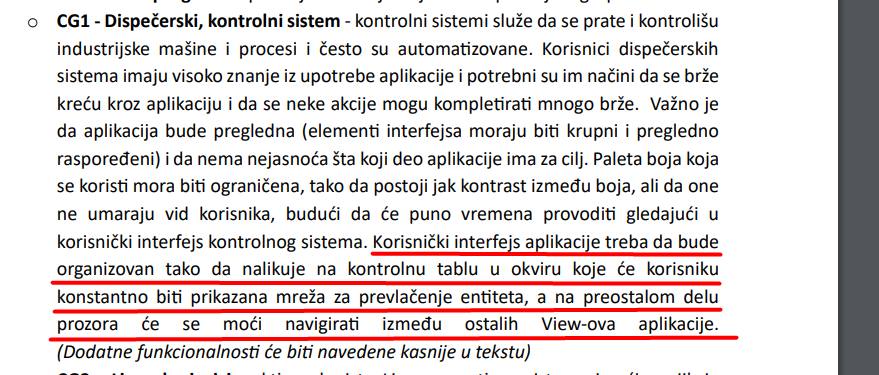 o CG1 - Dispečerski, kontrolni sistem - kontrolni sistemi služe da se prate i kontrolišu
industrijske mašine i procesi i često su automatizovane. Korisnici dispečerskih
sistema imaju visoko znanje iz upotrebe aplikacije i potrebni su im načini da se brže
kreću kroz aplikaciju i da se neke akcije mogu kompletirati mnogo brže. Važno je
da aplikacija bude pregledna (elementi interfejsa moraju biti krupni i pregledno
raspoređeni) i da nema nejasnoća šta koji deo aplikacije ima za cilj. Paleta boja koja
se koristi mora biti ograničena, tako da postoji jak kontrast između boja, ali da one
ne umaraju vid korisnika, budući da će puno vremena provoditi gledajući u
korisnički interfejs kontrolnog sistema. Korisnički interfejs aplikacije treba da bude
organizovan tako da nalikuje na kontrolnu tablu u okviru koje će korisniku
konstantno biti prikazana mreža za prevlačenje entiteta, a na preostalom delu
prozora će se moći navigirati između ostalih View-ova aplikacije.
(Dodatne funkcionalnosti će biti navedene kasnije u tekstu)